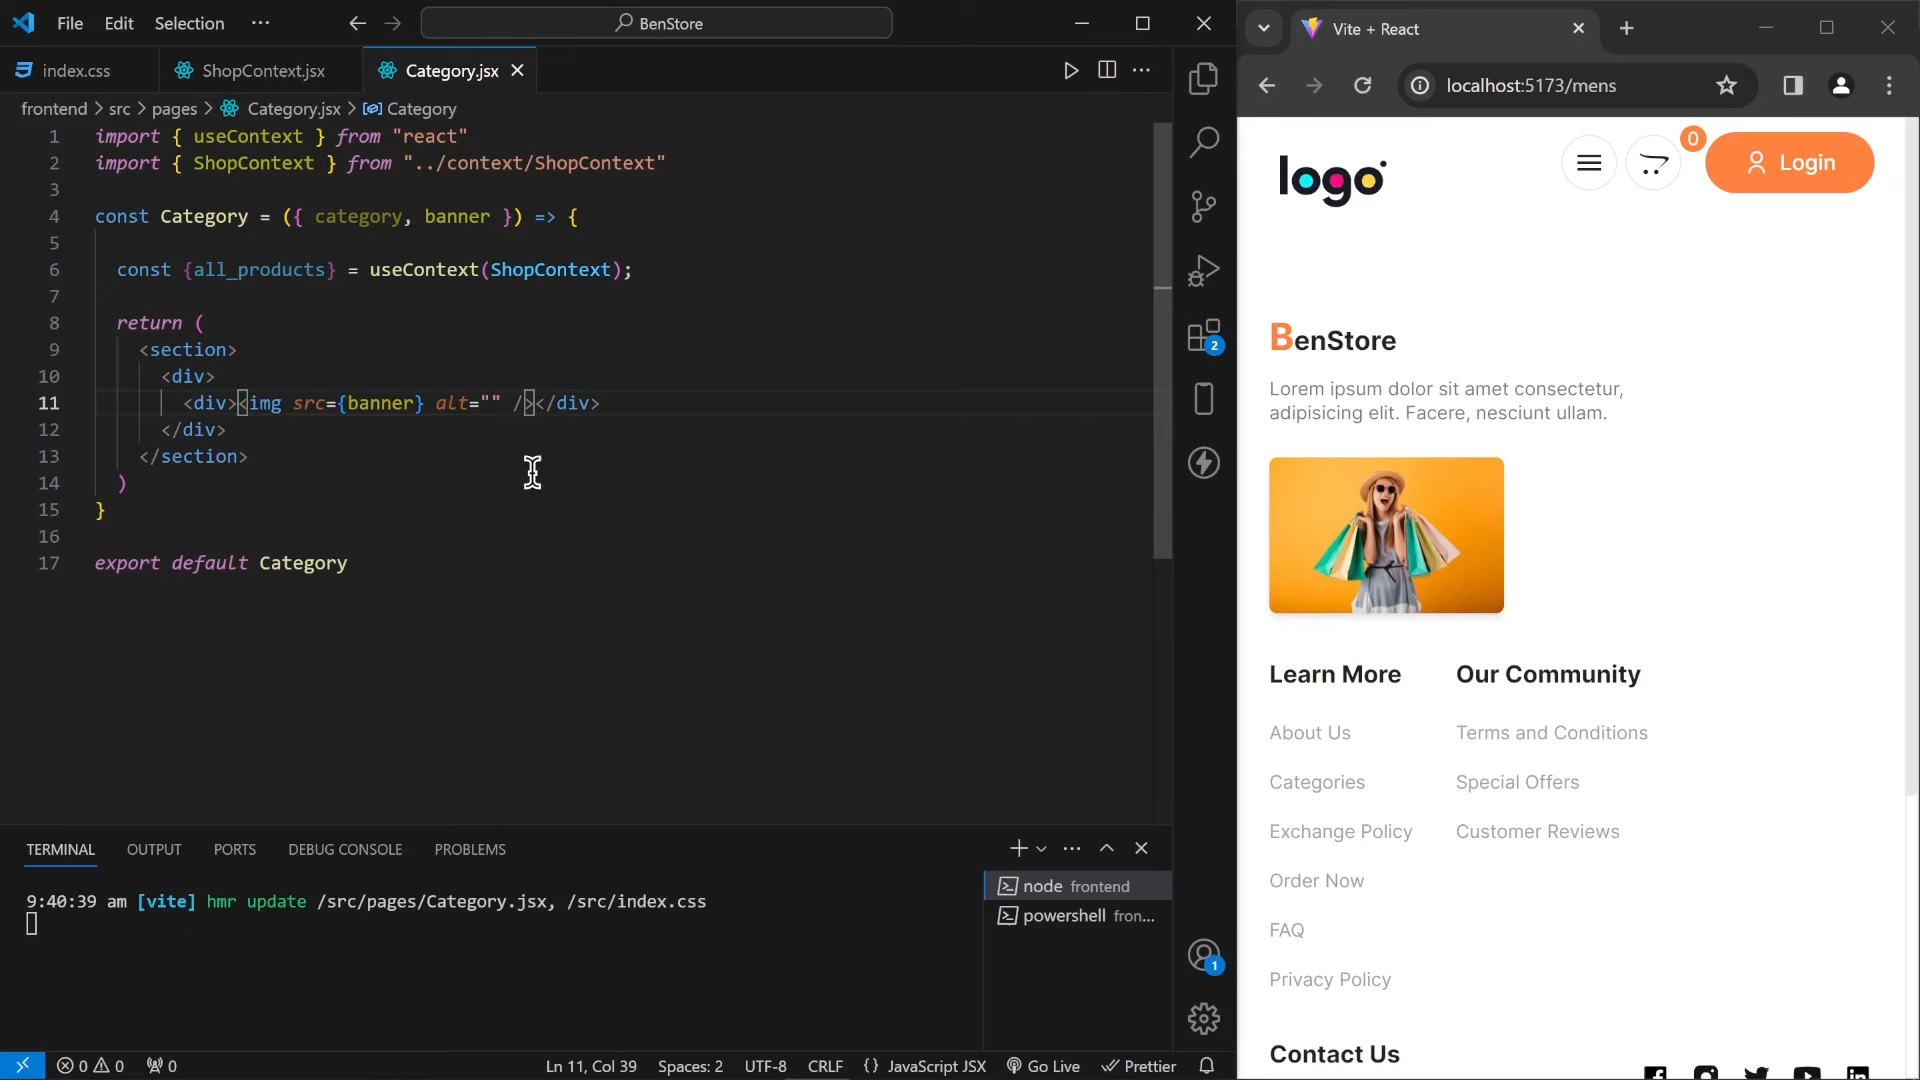 File Edit Selection ··· BenStore
index.css ShopContext.jsx Category.jsx
frontend > src > pages > Category.jsx > Category
1 import { useContext } from "react"
2 import { ShopContext } from "../context/ShopContext"
3
4 const Category = ({ category, banner }) => {
5
6 const {all_products} = useContext(ShopContext);
7
8 return (
9 <section>
10 <div>
11 <div><img src={banner} alt="" /></div>
12 </div>
13 </section>
14 )
15 }
16
17 export default Category
TERMINAL OUTPUT PORTS DEBUG CONSOLE PROBLEMS
9:40:39 am [vite] hmr update /src/pages/Category.jsx, /src/index.css
node frontend
powershell fron...
2
1
0 0 0 Ln 11, Col 39 Spaces: 2 UTF-8 CRLF {} JavaScript JSX Go Live Prettier
Vite + React
localhost:5173/mens
logo
0
Login
BenStore
Lorem ipsum dolor sit amet consectetur,
adipisicing elit. Facere, nesciunt ullam.
Learn More
About Us
Categories
Exchange Policy
Order Now
FAQ
Privacy Policy
Our Community
Terms and Conditions
Special Offers
Customer Reviews
Contact Us